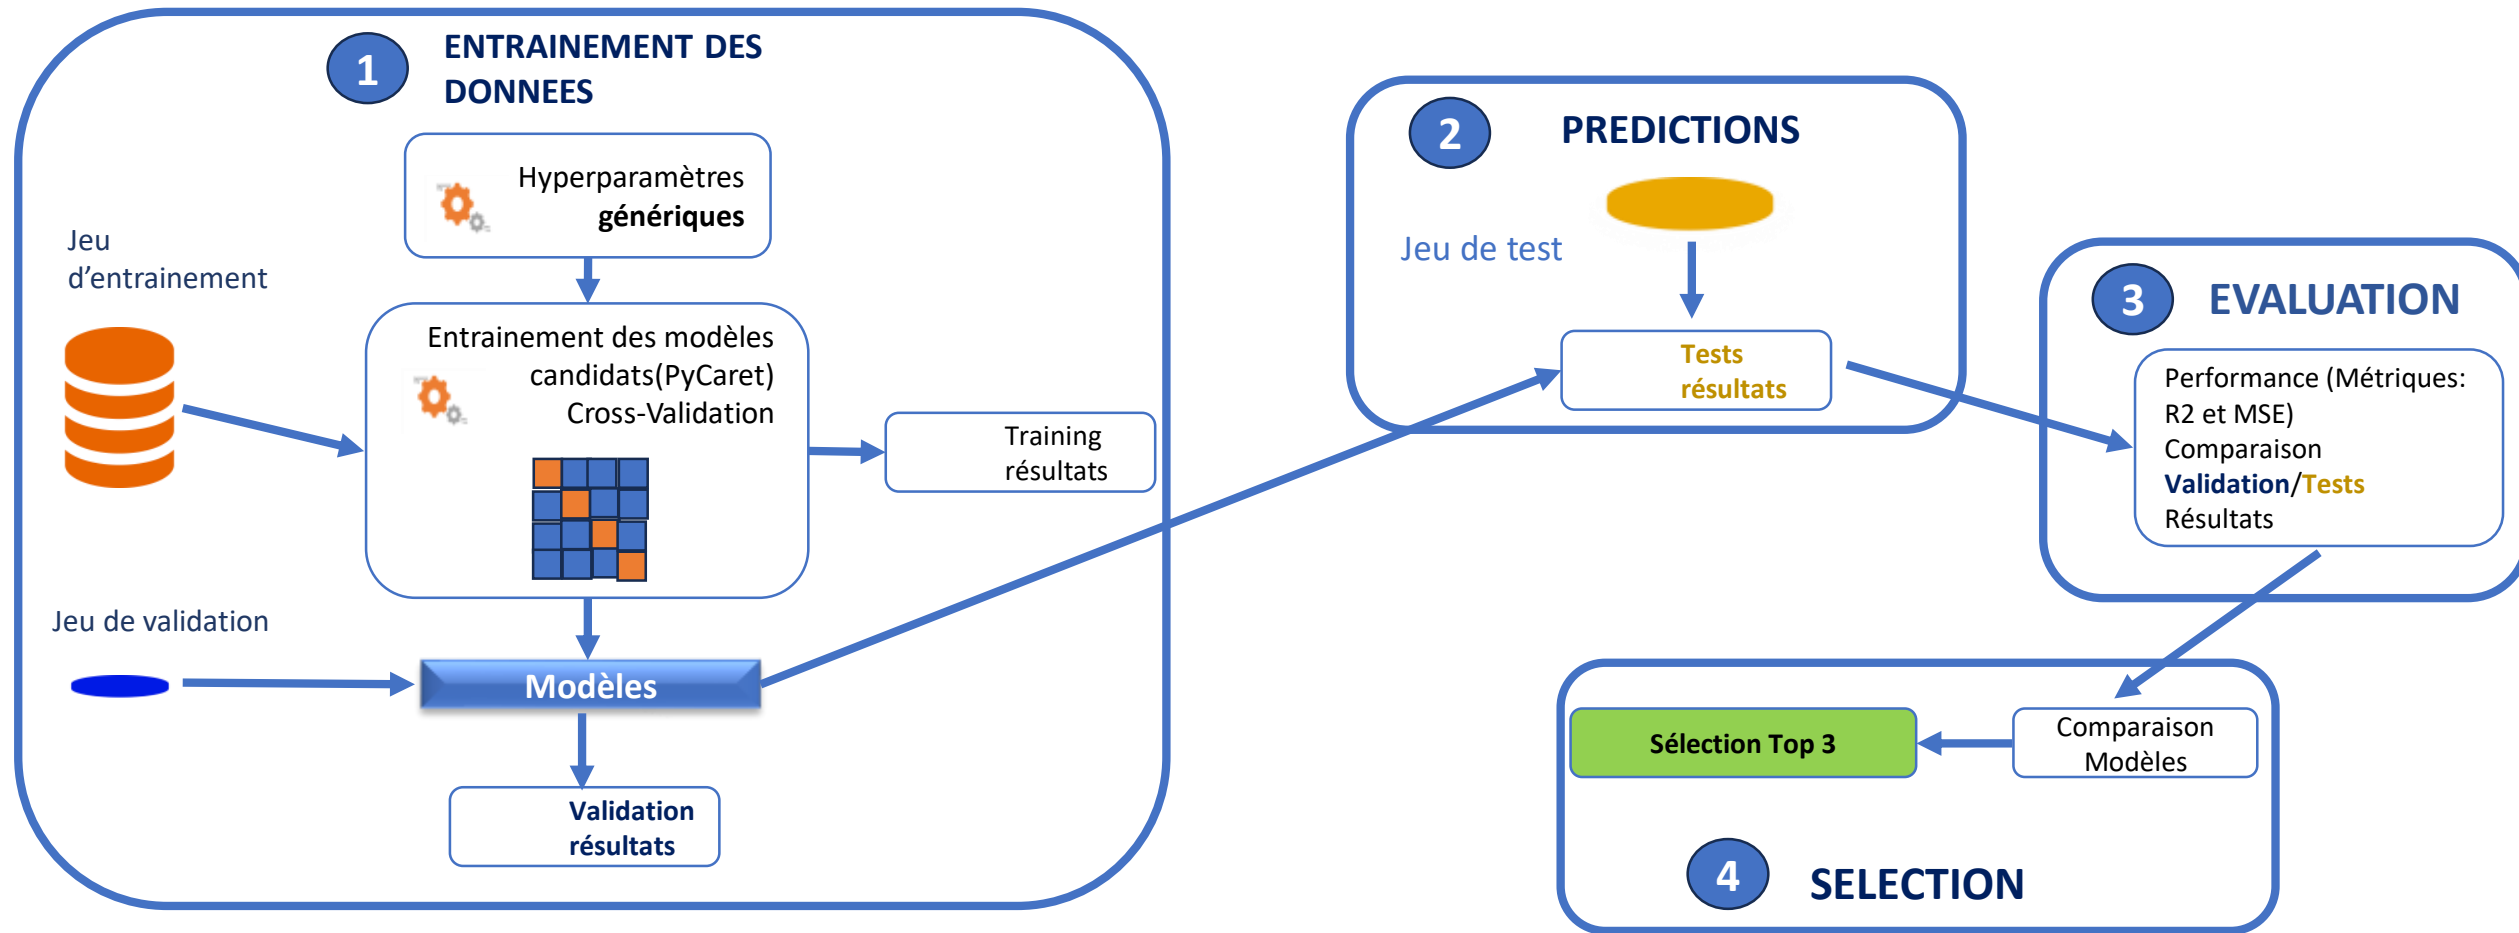 1
ENTRAINEMENT DES
DONNEES
Hyperparamètres
génériques
Jeu
d’entrainement
Entrainement des modèles
candidats(PyCaret)
Cross-Validation
Training
résultats
Jeu de validation
Modèles
Validation
résultats
2
PREDICTIONS
Jeu de test
Tests
résultats
3
EVALUATION
Performance (Métriques:
R2 et MSE)
Comparaison
Validation/Tests
Résultats
Comparaison
Modèles
Sélection Top 3
4
SELECTION